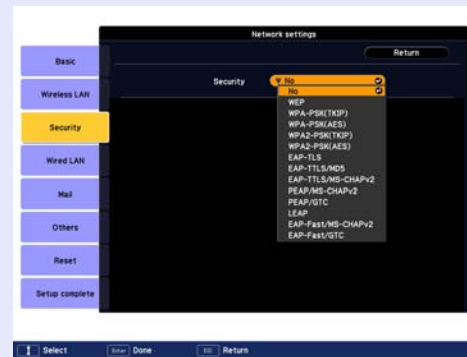 Network settings
Return
Basic
Wireless LAN
Security
Wired LAN
Mail
Others
Reset
Setup complete
Security
No
No
WEP
WPA-PSK(TKIP)
WPA-PSK(AES)
WPA2-PSK(TKIP)
WPA2-PSK(AES)
EAP-TLS
EAP-TTLS/MD5
EAP-TTLS/MS-CHAPv2
PEAP/MS-CHAPv2
PEAP/GTC
LEAP
EAP-Fast/MS-CHAPv2
EAP-Fast/GTC
Select Enter Done ESC Return